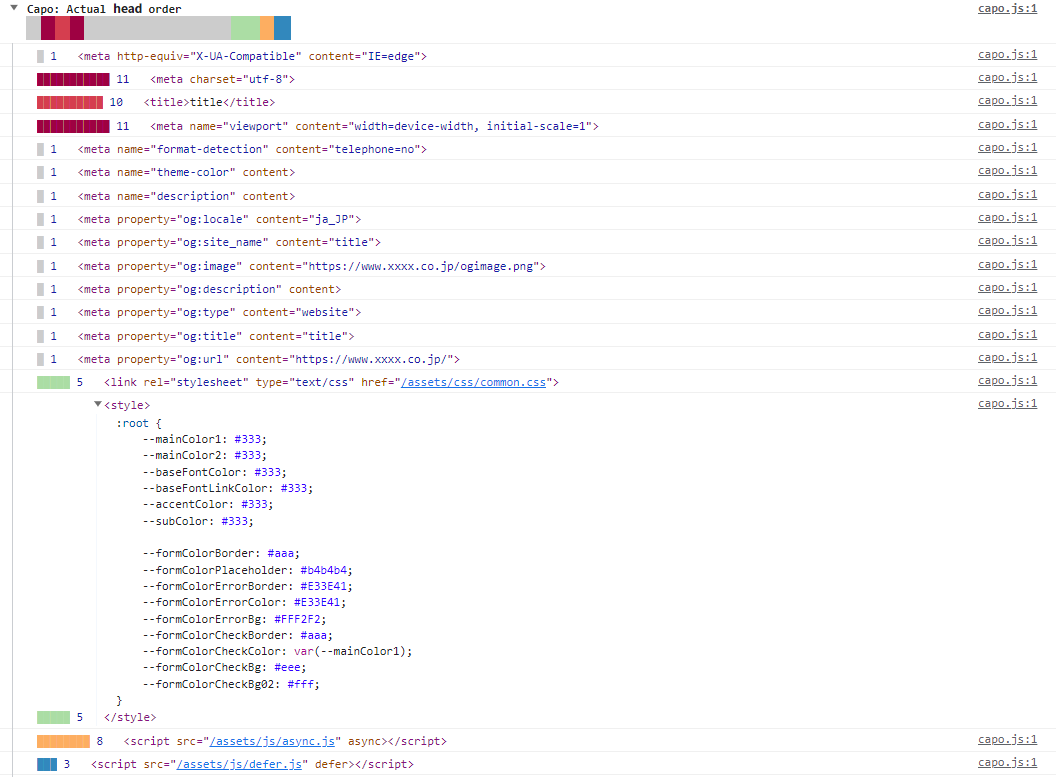 ▼ Capo: Actual head order capo.js:1
1 <meta http-equiv="X-UA-Compatible" content="IE=edge"> capo.js:1
11 <meta charset="utf-8"> capo.js:1
10 <title>title</title> capo.js:1
11 <meta name="viewport" content="width=device-width, initial-scale=1"> capo.js:1
1 <meta name="format-detection" content="telephone=no"> capo.js:1
1 <meta name="theme-color" content> capo.js:1
1 <meta name="description" content> capo.js:1
1 <meta property="og:locale" content="ja_JP"> capo.js:1
1 <meta property="og:site_name" content="title"> capo.js:1
1 <meta property="og:image" content="https://www.xxxx.co.jp/ogimage.png"> capo.js:1
1 <meta property="og:description" content> capo.js:1
1 <meta property="og:type" content="website"> capo.js:1
1 <meta property="og:title" content="title"> capo.js:1
1 <meta property="og:url" content="https://www.xxxx.co.jp/"> capo.js:1
5 <link rel="stylesheet" type="text/css" href="/assets/css/common.css"> capo.js:1
▼<style> capo.js:1
:root {
--mainColor1: #333;
--mainColor2: #333;
--baseFontColor: #333;
--baseFontLinkColor: #333;
--accentColor: #333;
--subColor: #333;
--formColorBorder: #aaa;
--formColorPlaceholder: #b4b4b4;
--formColorErrorBorder: #E33E41;
--formColorErrorColor: #E33E41;
--formColorErrorBg: #FFF2F2;
--formColorCheckBorder: #aaa;
--formColorCheckColor: var(--mainColor1);
--formColorCheckBg: #eee;
--formColorCheckBg02: #fff;
}
5 </style>
8 <script src="/assets/js/async.js" async></script> capo.js:1
3 <script src="/assets/js/defer.js" defer></script> capo.js:1